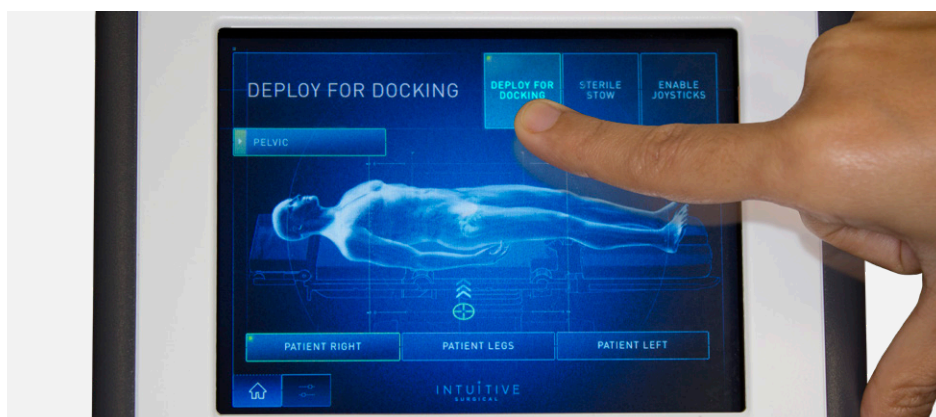 DEPLOY FOR DOCKING
DEPLOY FOR
DOCKING
STERILE
STOW
ENABLE
JOYSTICKS
PELVIC
PATIENT RIGHT
PATIENT LEGS
PATIENT LEFT
INTUITIVE
SURGICAL